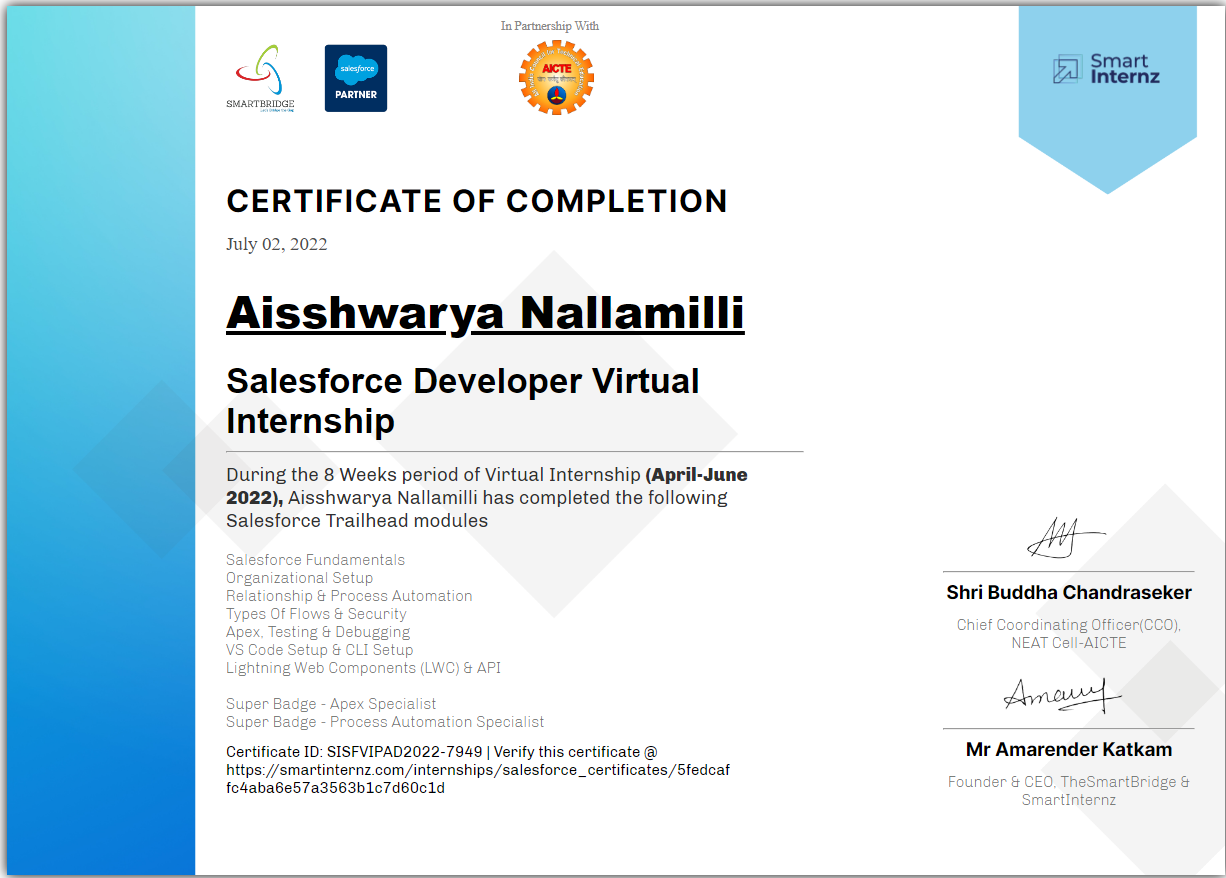 In Partnership With
SMARTBRIDGE
salesforce
PARTNER
AICTE
Smart
Internz
CERTIFICATE OF COMPLETION
July 02, 2022
Aisshwarya Nallamilli
Salesforce Developer Virtual
Internship
During the 8 Weeks period of Virtual Internship (April-June
2022), Aisshwarya Nallamilli has completed the following
Salesforce Trailhead modules
Salesforce Fundamentals
Organizational Setup
Relationship & Process Automation
Types Of Flows & Security
Apex, Testing & Debugging
VS Code Setup & CLI Setup
Lightning Web Components (LWC) & API
Super Badge - Apex Specialist
Super Badge - Process Automation Specialist
Certificate ID: SISFVIPAD2022-7949 | Verify this certificate @
https://smartinternz.com/internships/salesforce_certificates/5fedcaf
fc4aba6e57a3563b1c7d60c1d
Shri Buddha Chandraseker
Chief Coordinating Officer(CCO),
NEAT Cell-AICTE
Mr Amarender Katkam
Founder & CEO, TheSmartBridge &
SmartInternz